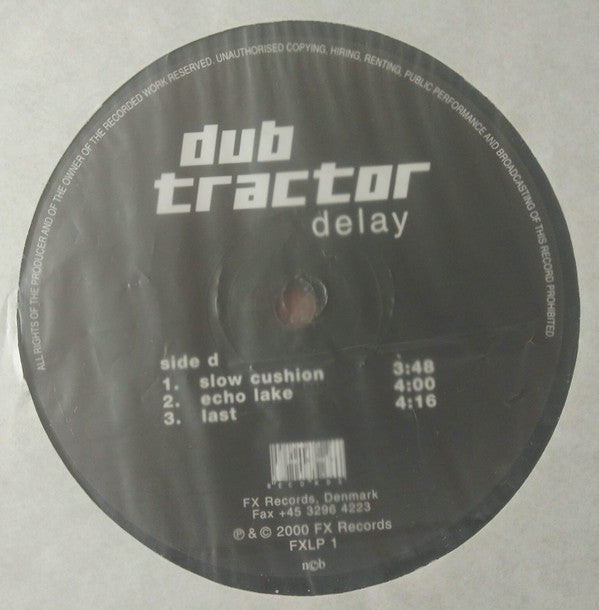 ALL RIGHTS OF THE PRODUCER AND OF THE OWNER OF THE RECORDED WORK RESERVED. UNAUTHORISED COPYING, HIRING, RENTING, PUBLIC PERFORMANCE AND BROADCASTING OF THIS RECORD PROHIBITED.
dub
tractor
delay
side d
1. slow cushion 3:48
2. echo lake 4:00
3. last 4:16
RECORDS
FX Records, Denmark
Fax +45 3296 4223
℗ & © 2000 FX Records
FXLP 1
n©b